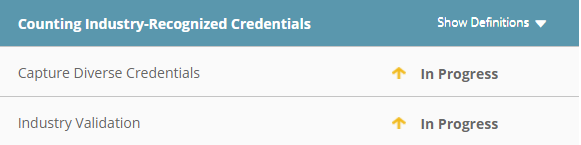 Counting Industry-Recognized Credentials Show Definitions
Capture Diverse Credentials In Progress
Industry Validation In Progress